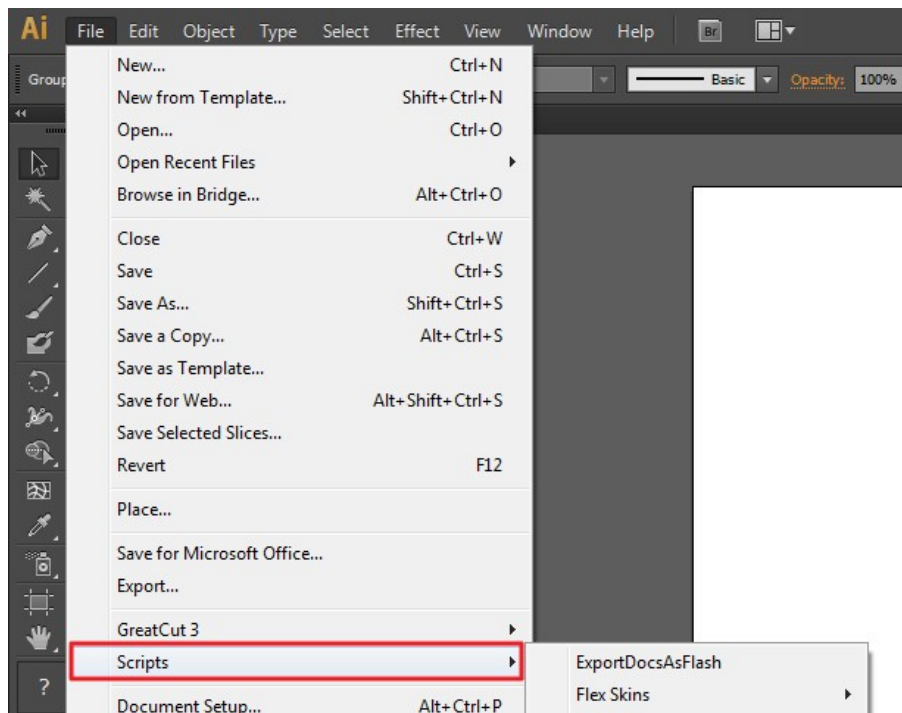 Ai File Edit Object Type Select Effect View Window Help Br
Group Basic Opacity: 100%
New... Ctrl+N
New from Template... Shift+Ctrl+N
Open... Ctrl+O
Open Recent Files
Browse in Bridge... Alt+Ctrl+O
Close Ctrl+W
Save Ctrl+S
Save As... Shift+Ctrl+S
Save a Copy... Alt+Ctrl+S
Save as Template...
Save for Web... Alt+Shift+Ctrl+S
Save Selected Slices...
Revert F12
Place...
Save for Microsoft Office...
Export...
GreatCut 3
Scripts ExportDocsAsFlash
? Flex Skins
Document Setup... Alt+Ctrl+P